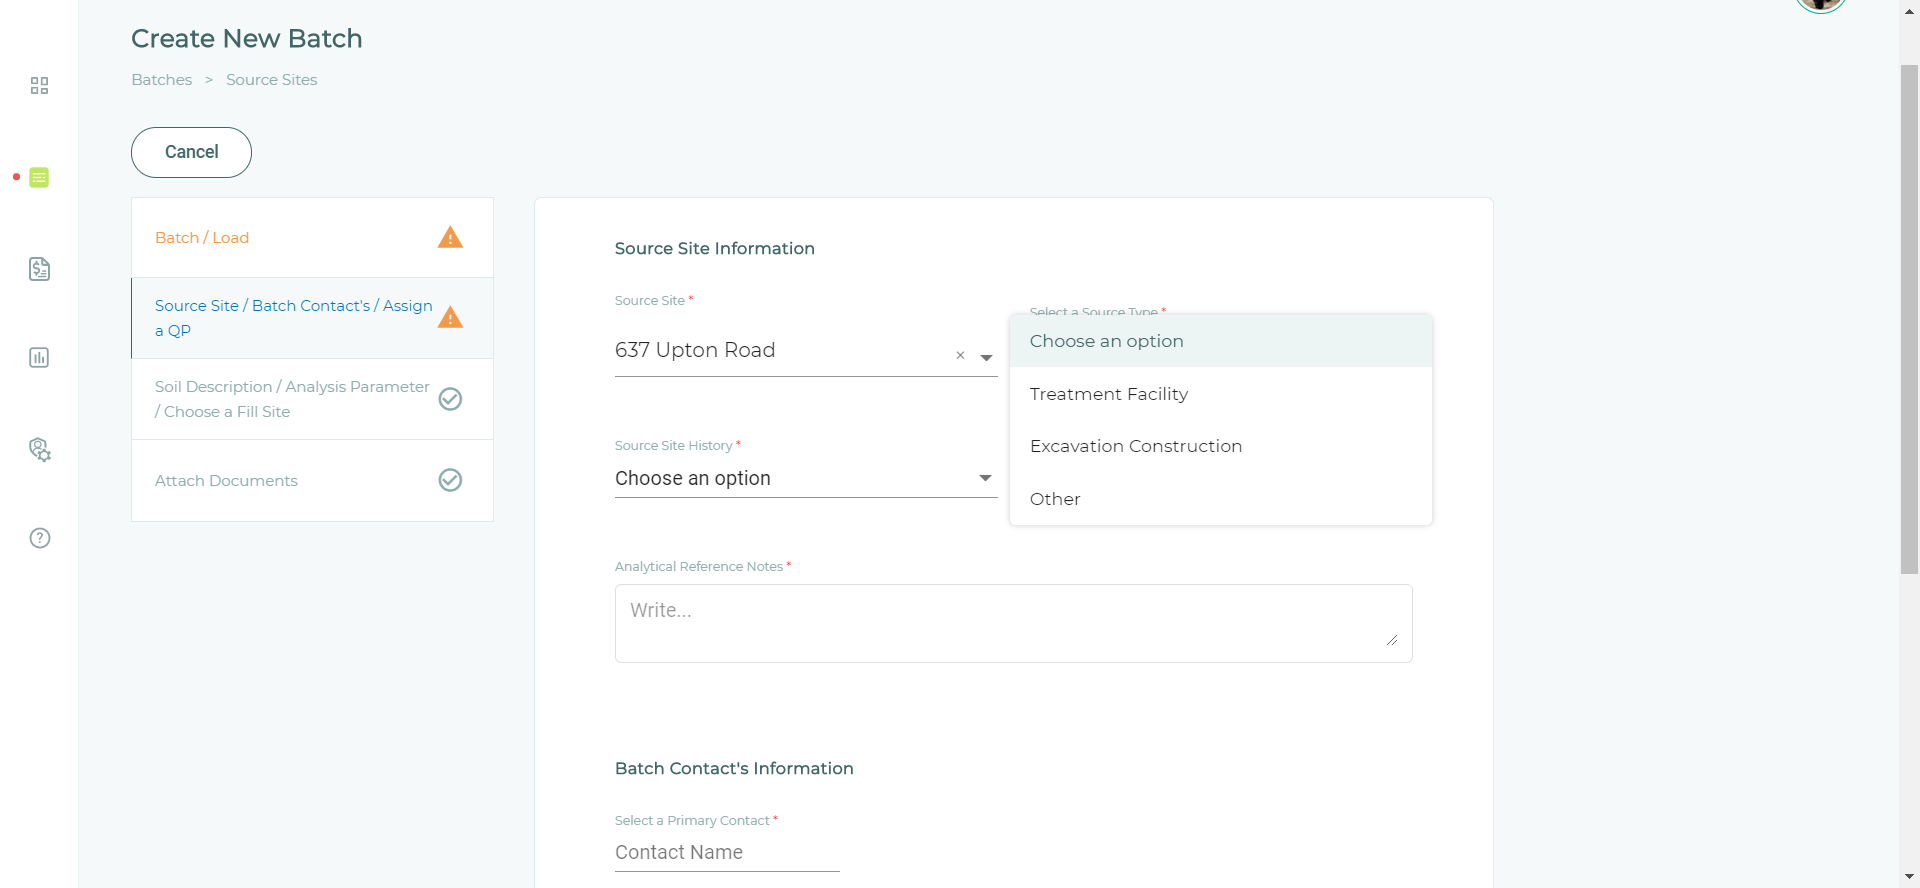 Create New Batch
Batches > Source Sites
Cancel
Batch / Load
Source Site / Batch Contact's / Assign
a QP
Soil Description / Analysis Parameter
/ Choose a Fill Site
Attach Documents
Source Site Information
Source Site *
637 Upton Road
×
Select a Source Type *
Choose an option
Treatment Facility
Excavation Construction
Other
Source Site History *
Choose an option
Analytical Reference Notes *
Write...
Batch Contact's Information
Select a Primary Contact *
Contact Name